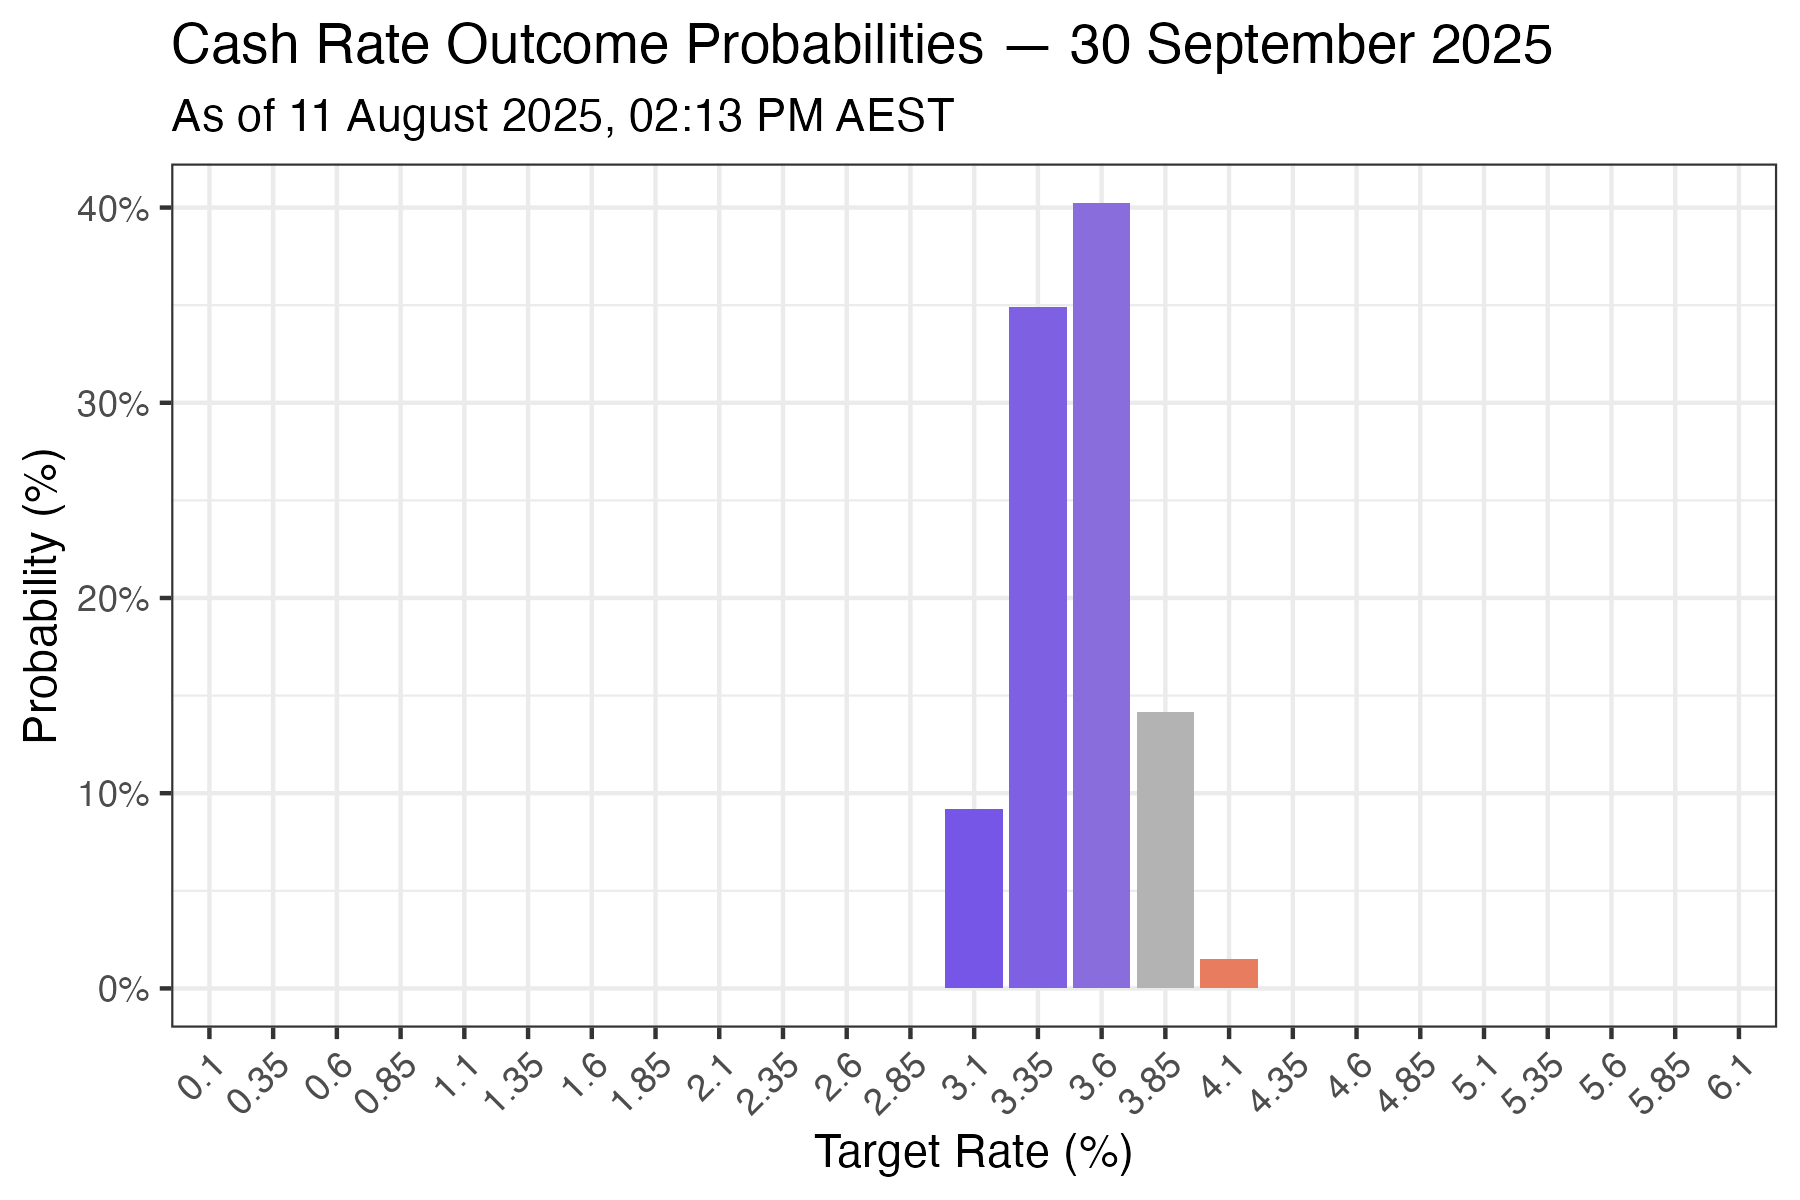 Cash Rate Outcome Probabilities — 30 September 2025
As of 11 August 2025, 02:13 PM AEST
Probability (%)
40%
30%
20%
10%
0%
0.1 0.35 0.6 0.85 1.1 1.35 1.6 1.85 2.1 2.35 2.6 2.85 3.1 3.35 3.6 3.85 4.1 4.35 4.6 4.85 5.1 5.35 5.6 5.85 6.1
Target Rate (%)